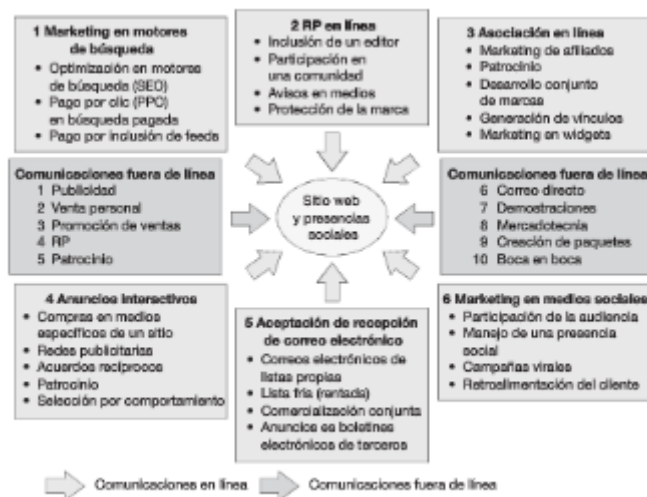 1 Marketing en motores
de búsqueda
• Optimización en motores
de búsqueda (SEO)
• Pago por clic (PPC)
en búsqueda pagada
• Pago por inclusión de feeds
2 RP en línea
• Inclusión de un editor
• Participación en
una comunidad
• Avisos en medios
• Protección de la marca
3 Asociación en línea
• Marketing de afiliados
• Patrocinio
• Desarrollo conjunto
de marcas
• Generación de vínculos
• Marketing en widgets
Comunicaciones fuera de línea
1 Publicidad
2 Venta personal
3 Promoción de ventas
4 RP
5 Patrocinio
Sitio web
y presencias
sociales
Comunicaciones fuera de línea
6 Correo directo
7 Demostraciones
8 Mercadotecnia
9 Creación de paquetes
10 Boca en boca
4 Anuncios interactivos
• Compras en medios
específicos de un sitio
• Redes publicitarias
• Acuerdos recíprocos
• Patrocinio
• Selección por comportamiento
5 Aceptación de recepción
de correo electrónico
• Correos electrónicos de
listas propias
• Lista fría (rentada)
• Comercialización conjunta
• Anuncios es boletines
electrónicos de terceros
6 Marketing en medios sociales
• Participación de la audiencia
• Manejo de una presencia
social
• Campañas virales
• Retroalimentación del cliente
Comunicaciones en línea
Comunicaciones fuera de línea